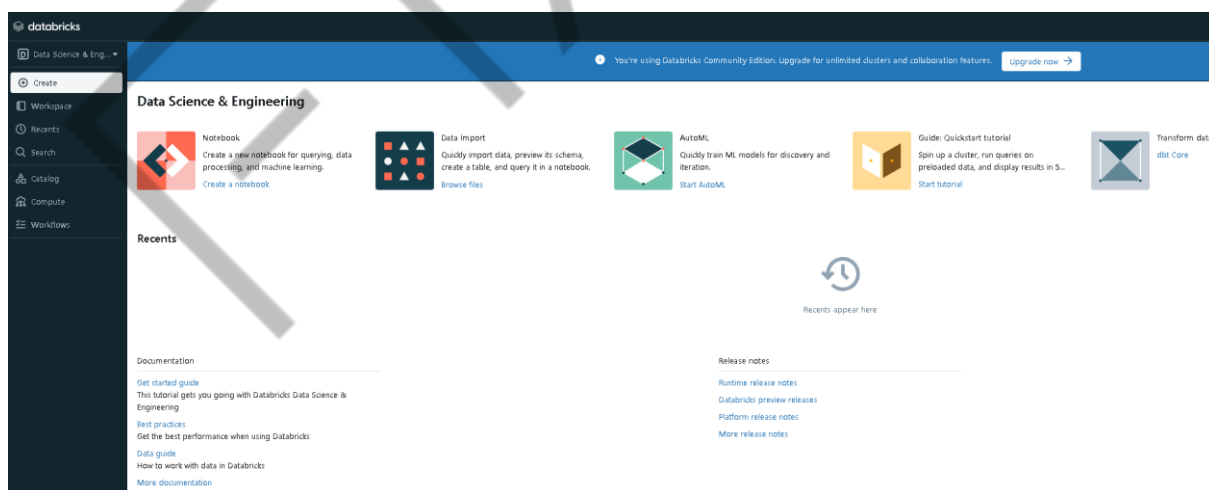 databricks
Data Science & Eng...
You're using Databricks Community Edition. Upgrade for unlimited clusters and collaboration features.
Upgrade now →
Create
Workspace
Recents
Search
Catalog
Compute
Workflows
Data Science & Engineering
Notebook
Create a new notebook for querying, data
processing, and machine learning.
Create a notebook
Data import
Quickly import data, preview its schema,
create a table, and query it in a notebook.
Browse files
AutoML
Quickly train ML models for discovery and
iteration.
Start AutoML
Guide: Quickstart tutorial
Spin up a cluster, run queries on
preloaded data, and display results in 5...
Start tutorial
Transform dat
dbt Core
Recents
Recents appear here
Documentation
Get started guide
This tutorial gets you going with Databricks Data Science &
Engineering
Best practices
Get the best performance when using Databricks
Data guide
How to work with data in Databricks
More documentation
Release notes
Runtime release notes
Databricks preview releases
Platform release notes
More release notes